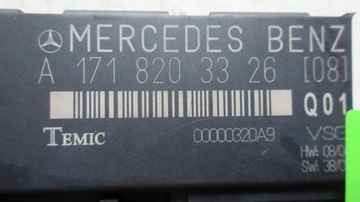 MERCEDES BENZ
A 171 820 33 26 [08]
Q01
TEMIC 00000320A9 VSG
HW: 08/0
SW: 38/0